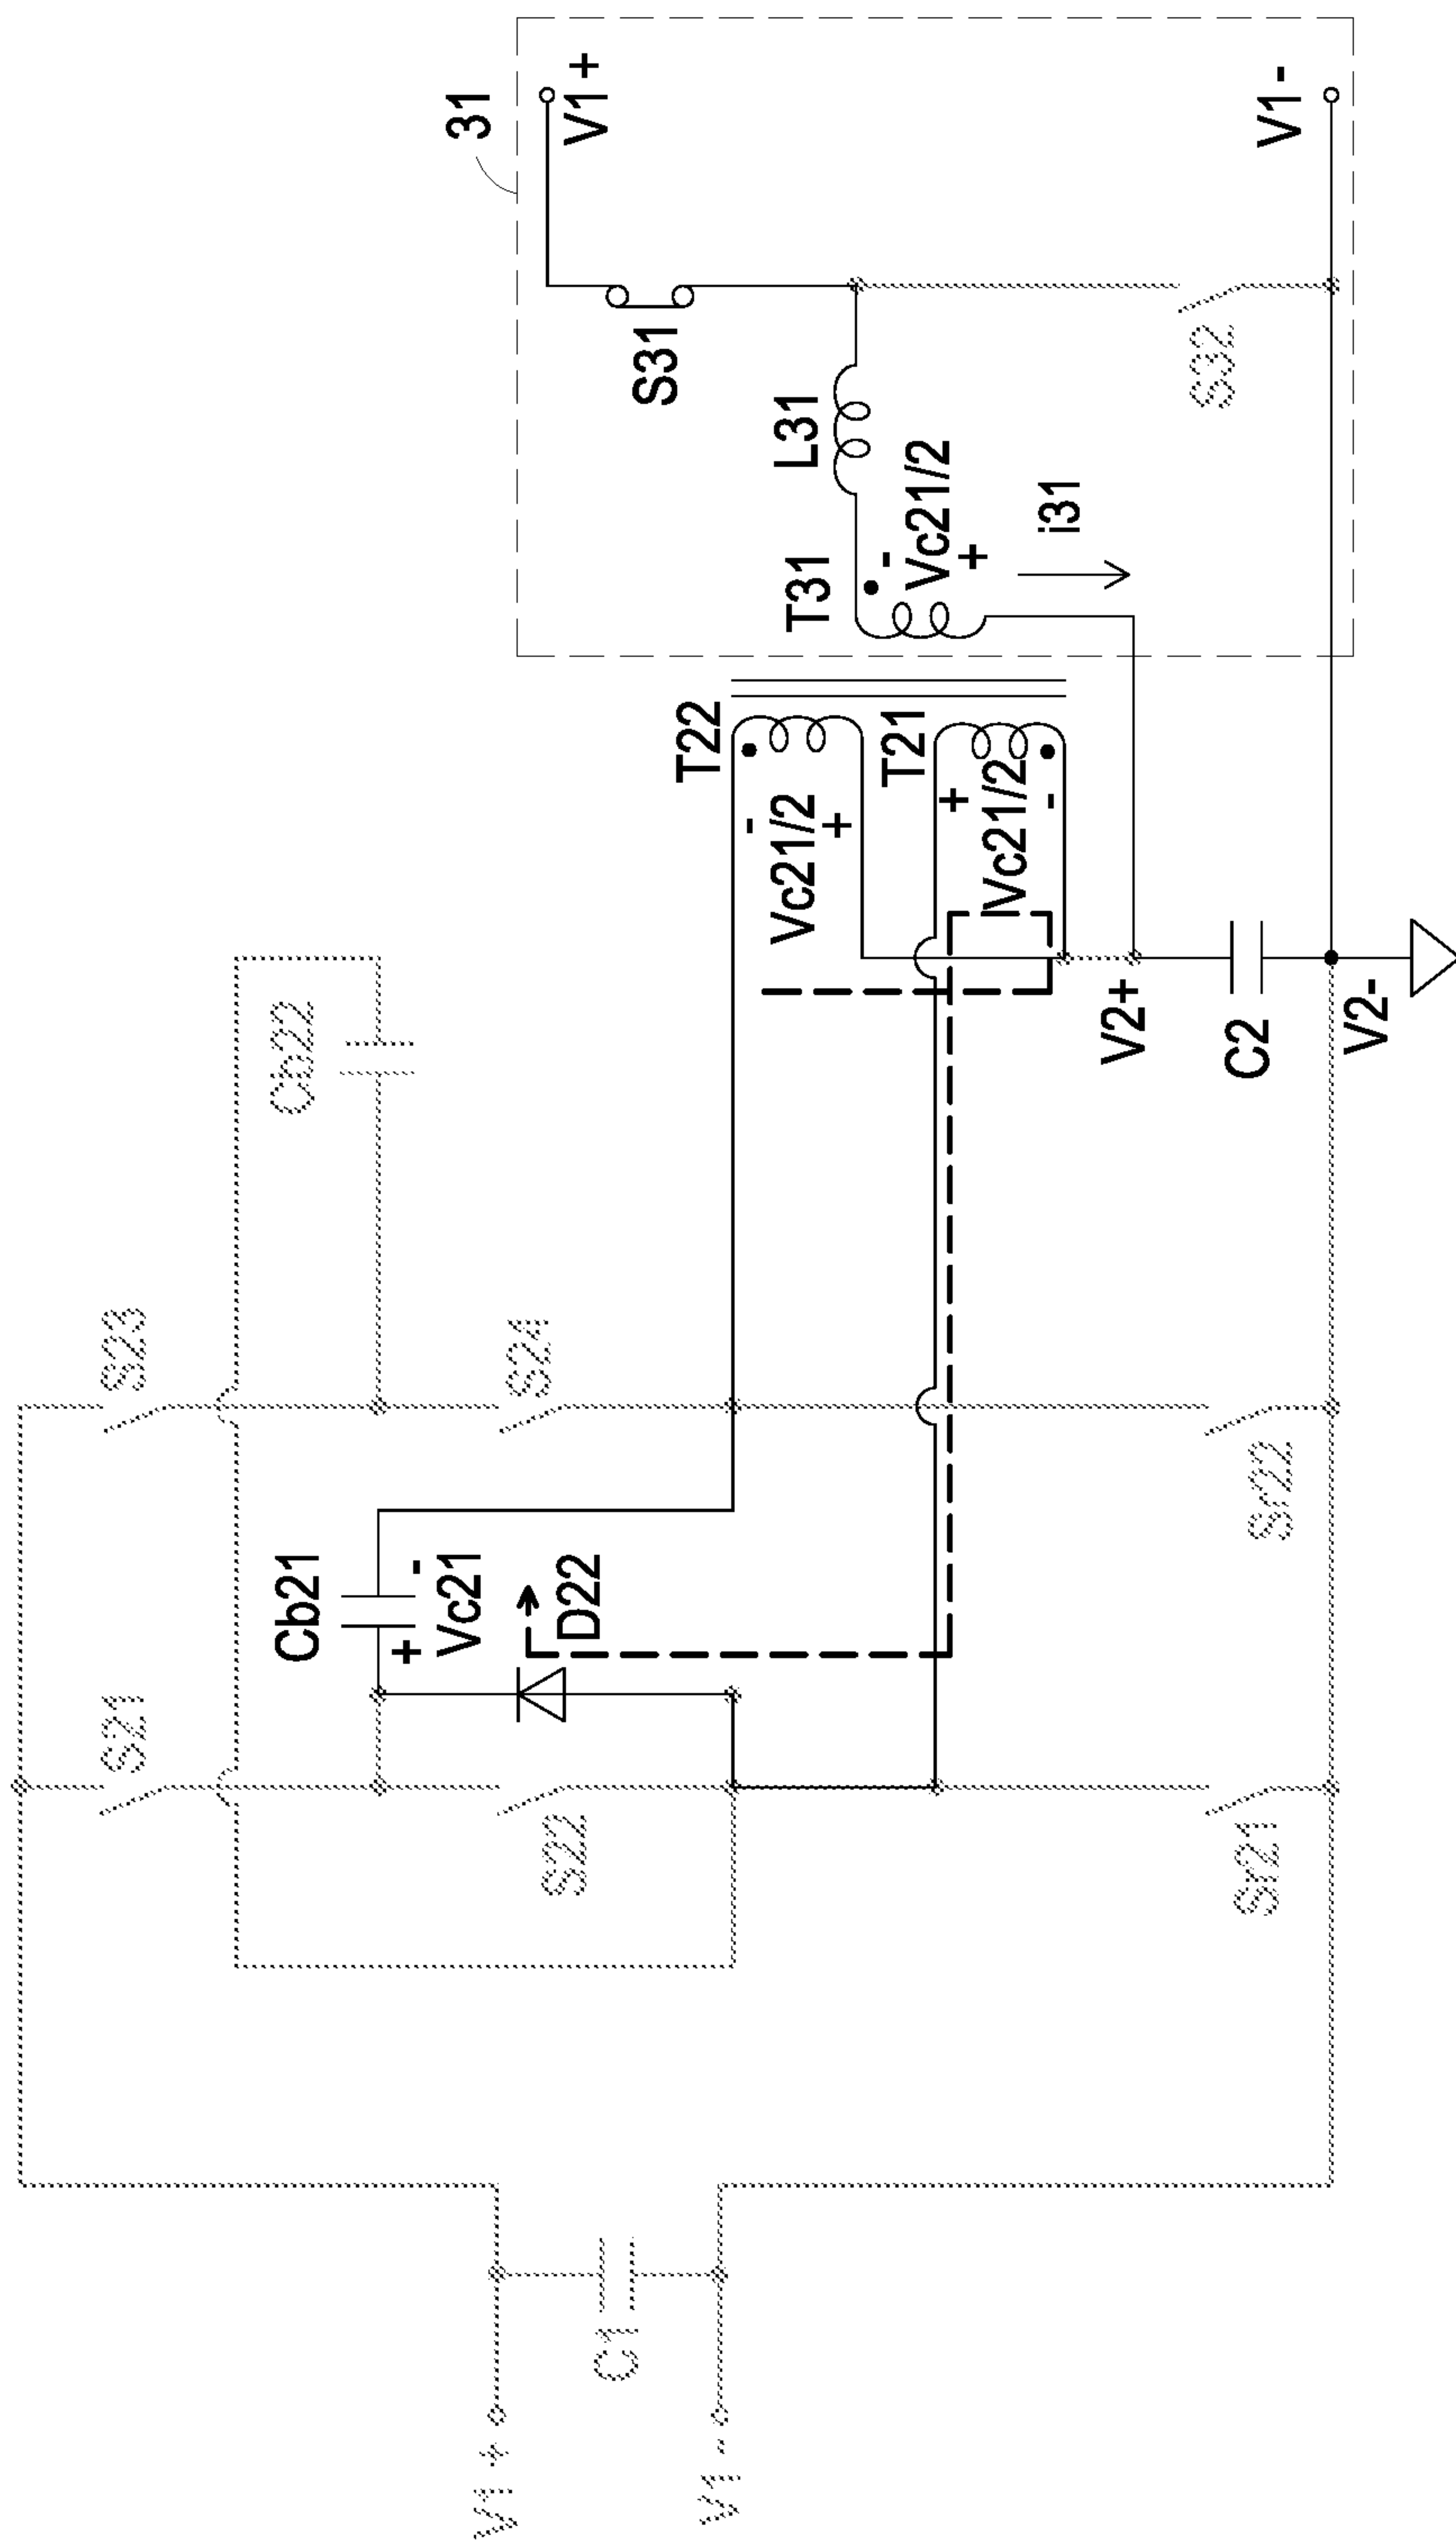 31
V1+
S31
L31
T31
-
Vc21/2
+
i31
S32
V1-
T22
-
Vc21/2
+
T21
+
Vc21/2
-
V2+
C2
V2-
Cb22
S23
S24
Sr22
Cb21
+
-
Vc21
D22
S21
S22
Sr21
C1
V1+
V1-